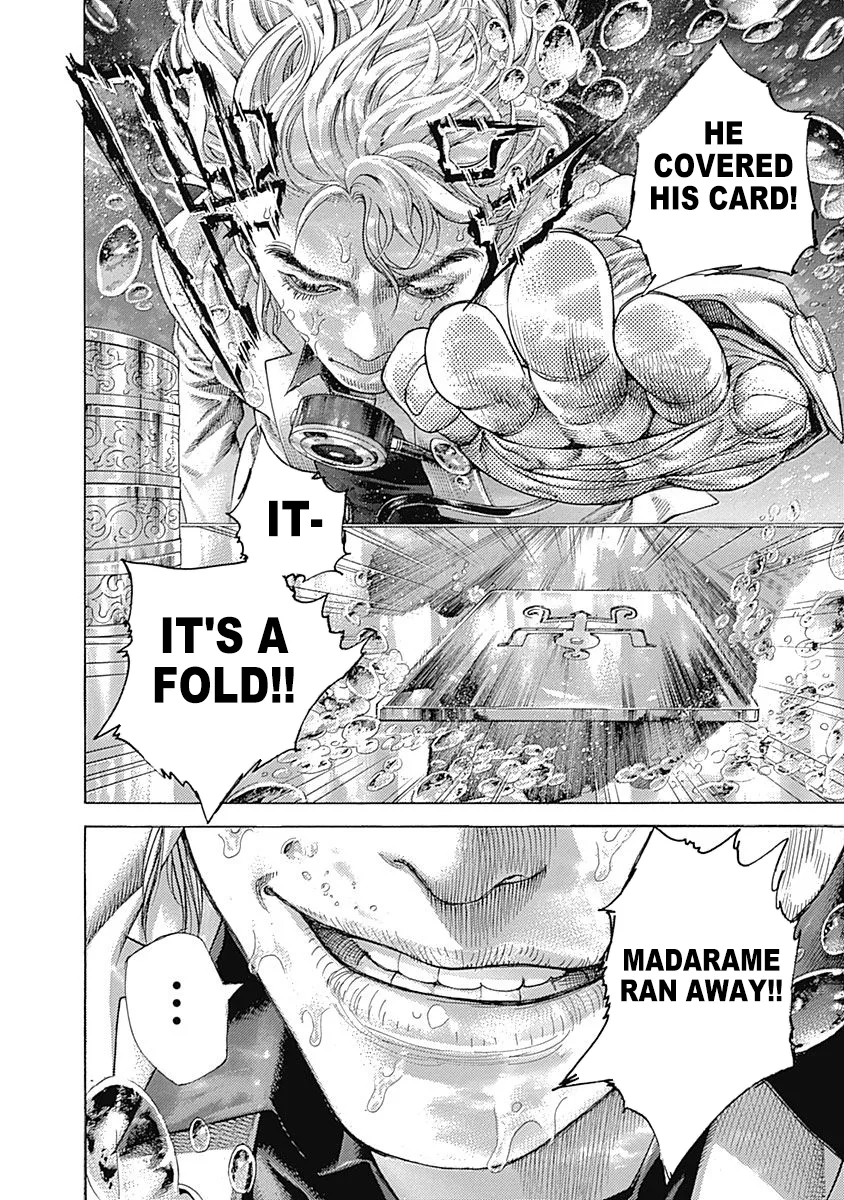 HE
COVERED
HIS CARD!
IT-
IT'S A
FOLD!!
MADARAME
RAN AWAY!!
...